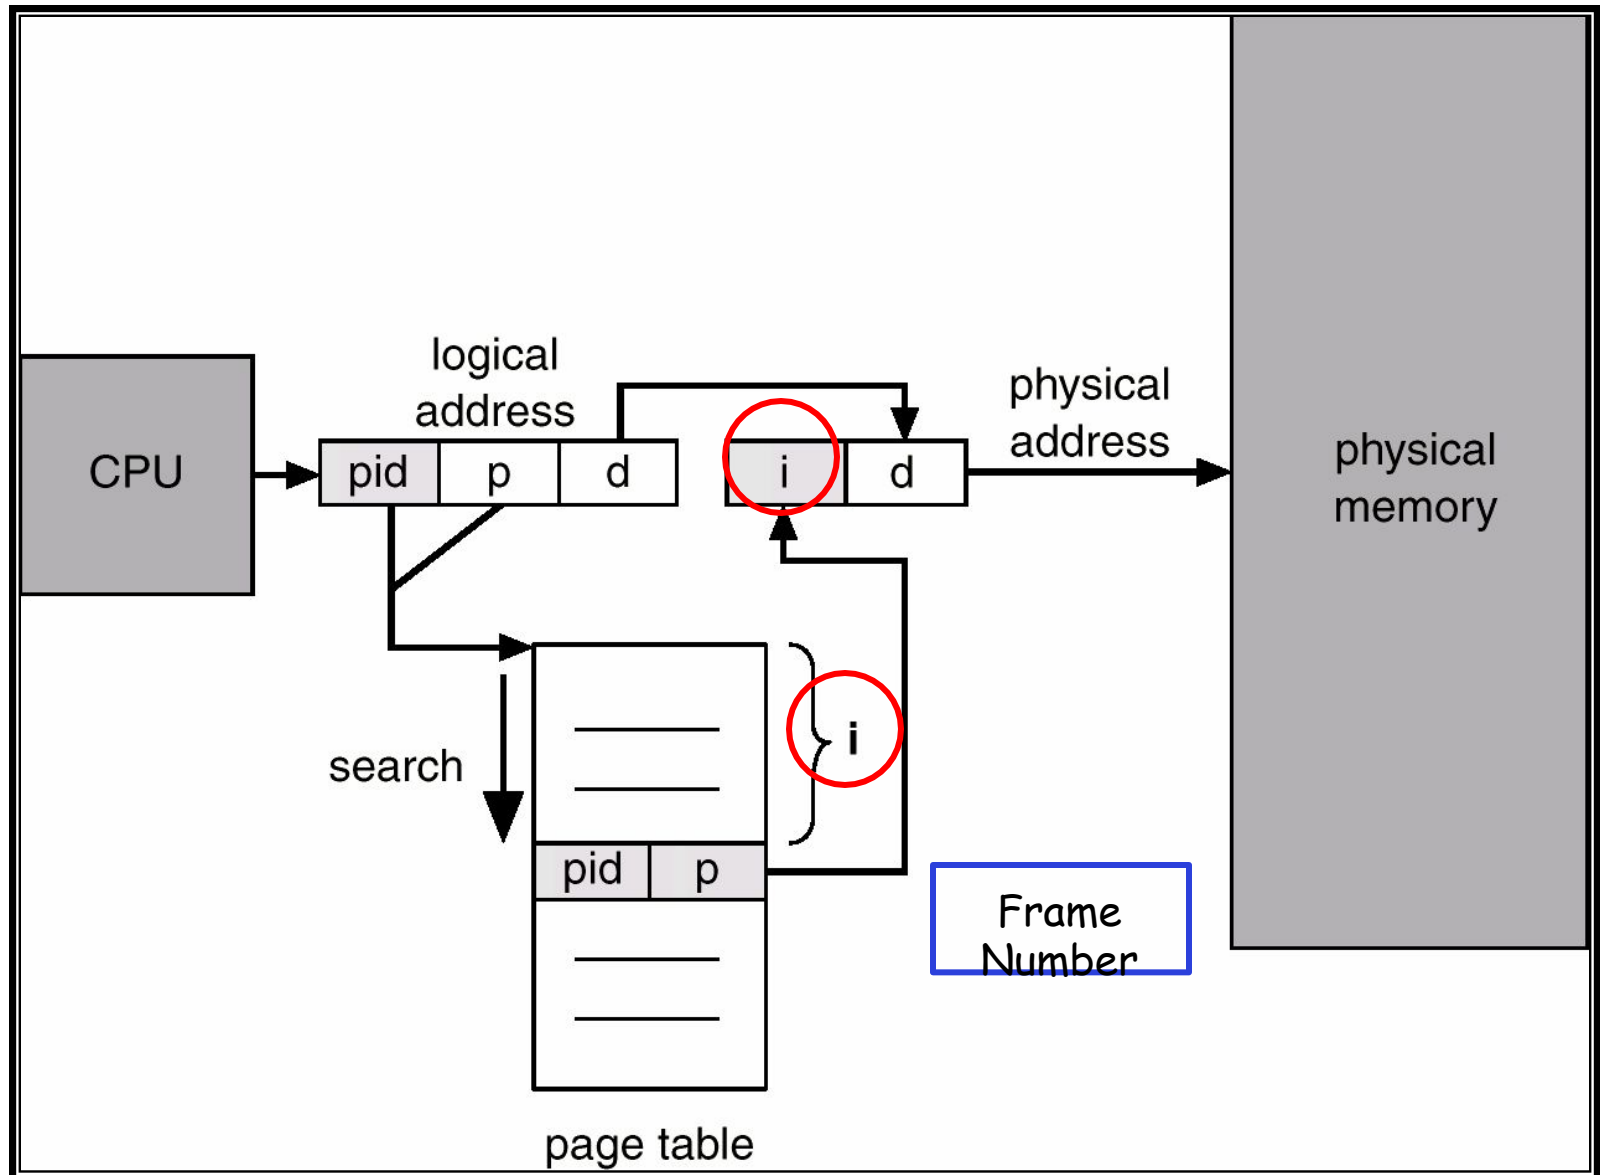 logical
address
CPU
pid p d
i d
physical
address
physical
memory
search
i
pid p
Frame
Number
page table